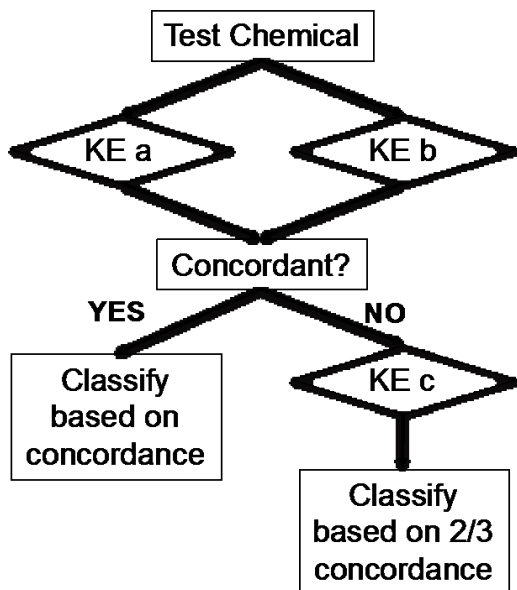 Test Chemical
KE a
KE b
Concordant?
YES
NO
Classify
based on
concordance
KE c
Classify
based on 2/3
concordance